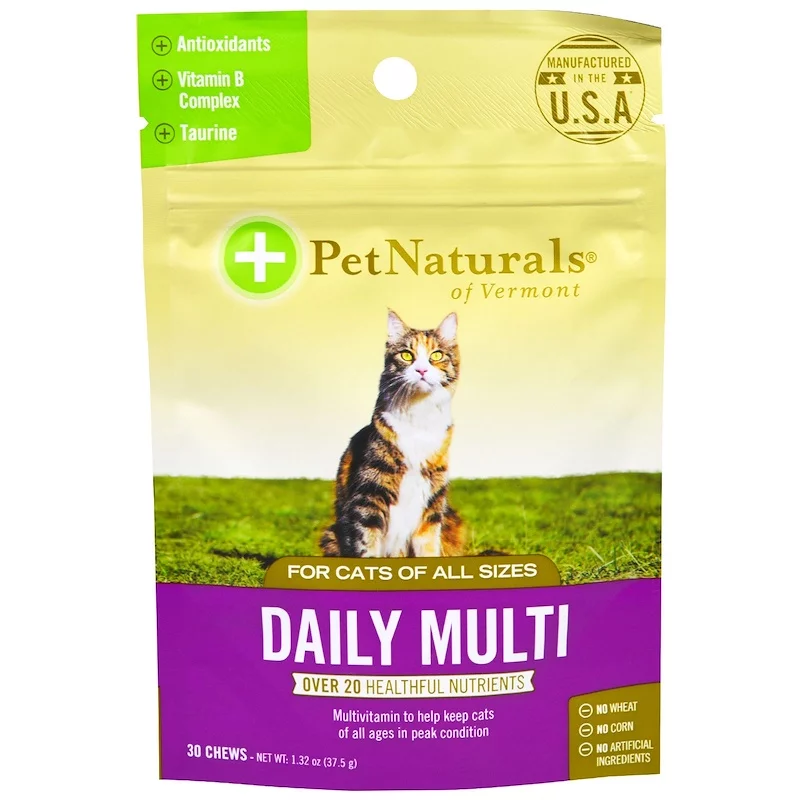 Antioxidants
Vitamin B
Complex
Taurine
MANUFACTURED
IN THE
U.S.A
PetNaturals®
of Vermont
FOR CATS OF ALL SIZES
DAILY MULTI
OVER 20 HEALTHFUL NUTRIENTS
Multivitamin to help keep cats
of all ages in peak condition
30 CHEWS - NET WT: 1.32 oz (37.5 g)
NO WHEAT
NO CORN
NO ARTIFICIAL
INGREDIENTS